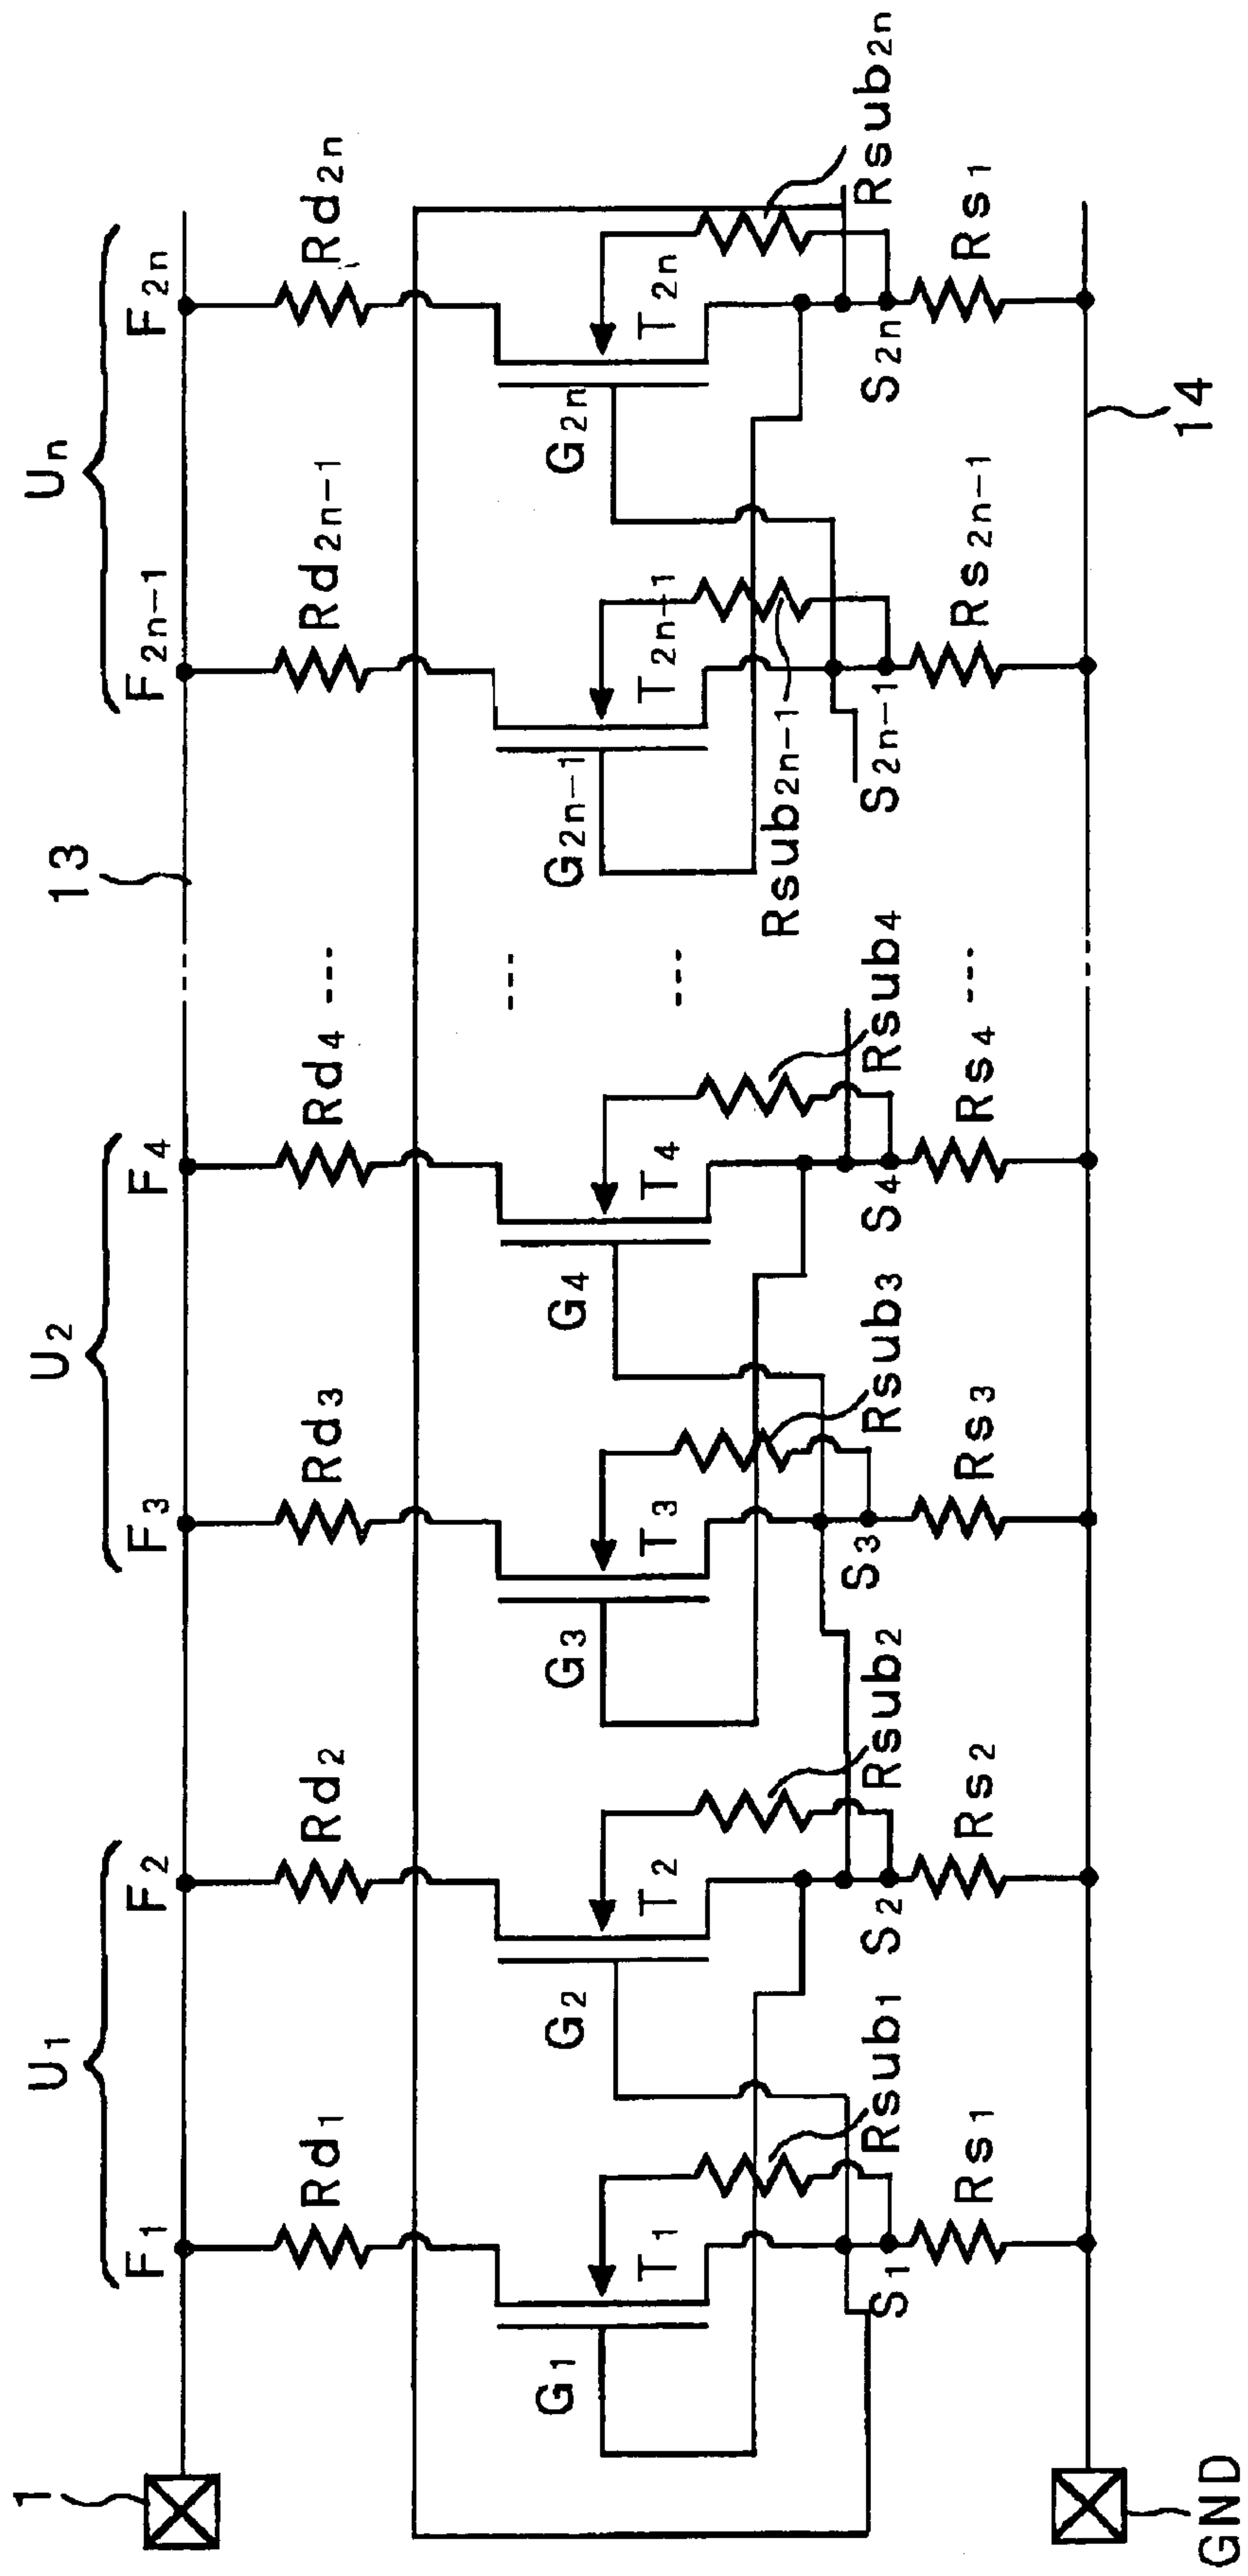 U₁ U₂ Uₙ
1 F₁ F₂ F₃ F₄ 13 F₂ₙ₋₁ F₂ₙ
Rd₁ Rd₂ Rd₃ Rd₄ --- Rd₂ₙ₋₁ Rd₂ₙ
G₁ G₂ G₃ G₄ --- G₂ₙ₋₁ G₂ₙ
T₁ T₂ T₃ T₄ --- T₂ₙ₋₁ T₂ₙ
Rsub₁ Rsub₂ Rsub₃ Rsub₄ Rsub₂ₙ₋₁ Rsub₂ₙ
S₁ S₂ S₃ S₄ S₂ₙ₋₁ S₂ₙ
Rs₁ Rs₂ Rs₃ Rs₄ --- Rs₂ₙ₋₁ Rs₁
GND 14